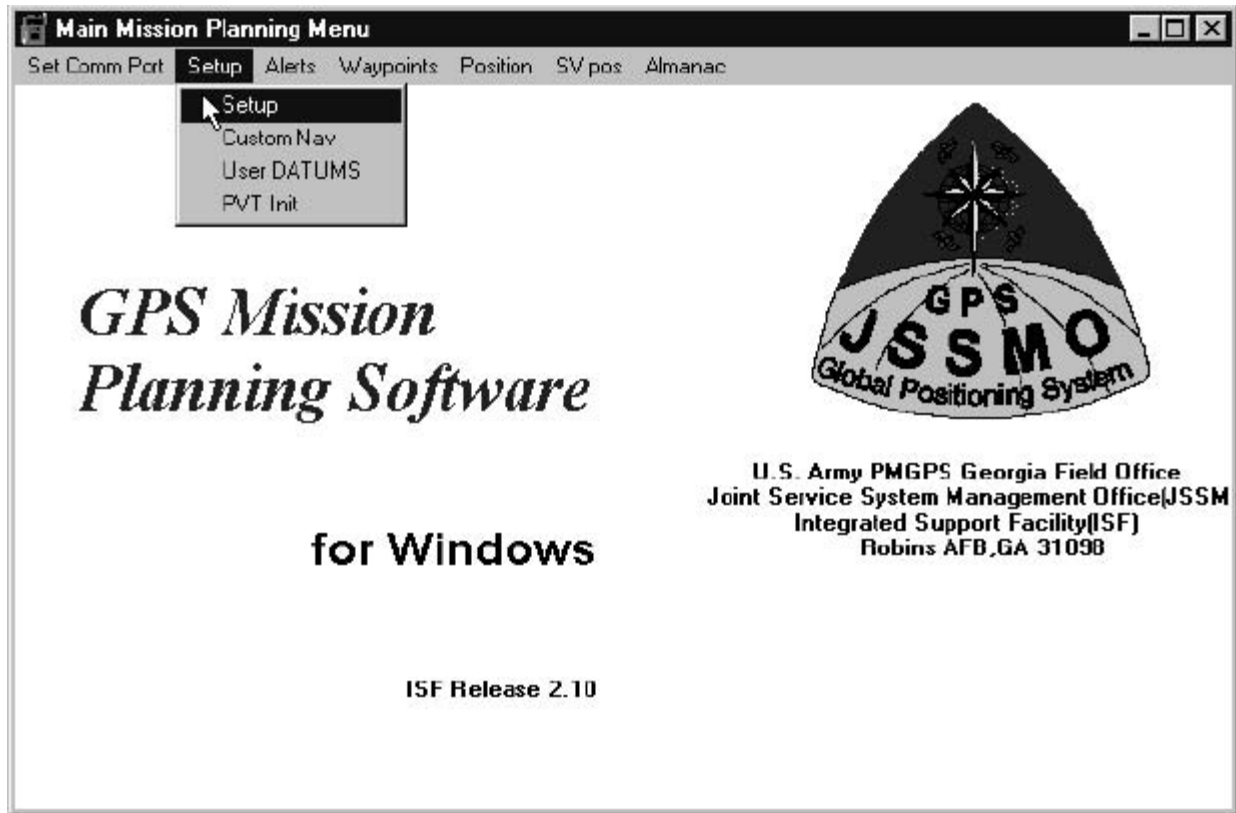 Main Mission Planning Menu
Set Comm Port Setup Alerts Waypoints Position SV pos Almanac
Setup
Custom Nav
User DATUMS
PVT Init
GPS Mission
Planning Software
for Windows
ISF Release 2.10
GPS
JSSMO
Global Positioning System
U.S. Army PMGPS Georgia Field Office
Joint Service System Management Office(JSSM
Integrated Support Facility(ISF)
Robins AFB,GA 31098